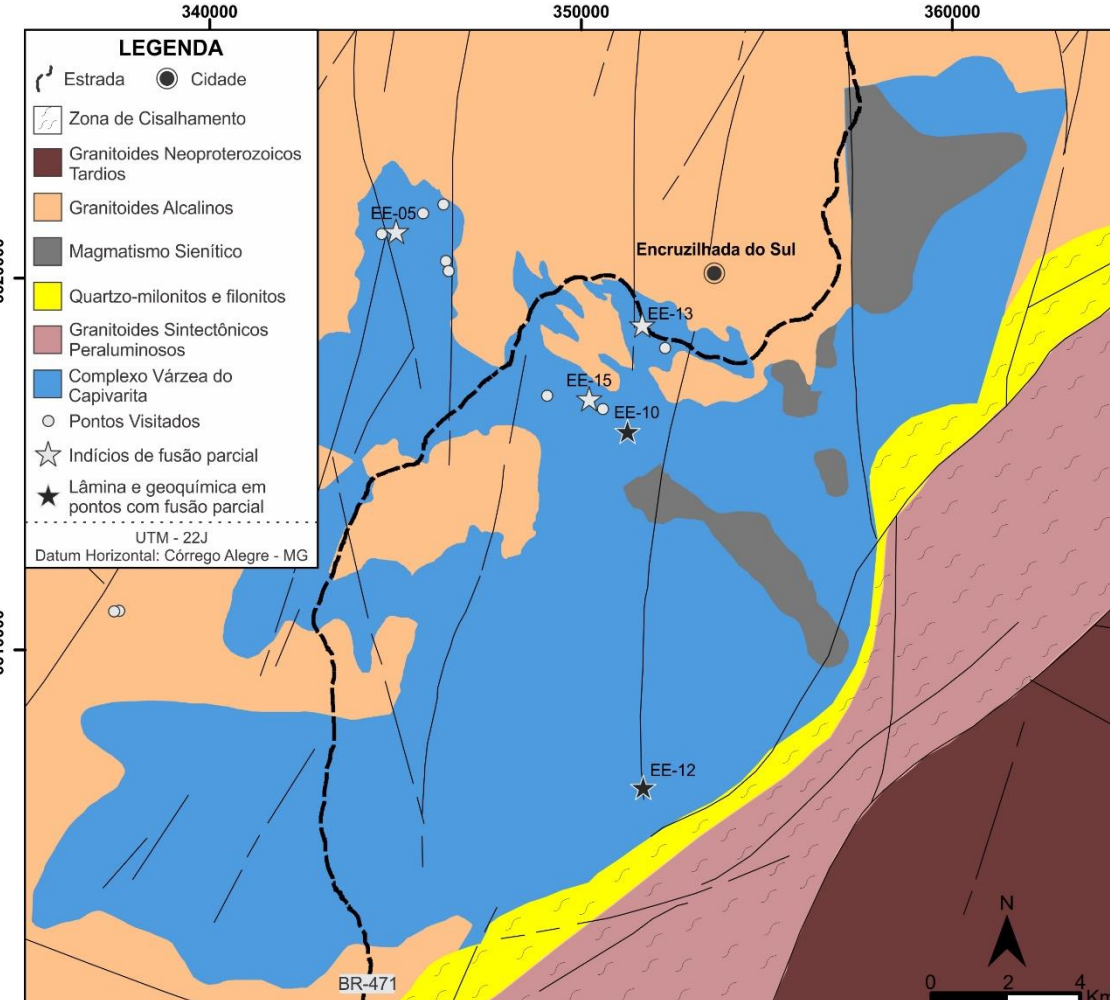 340000
350000
360000
LEGENDA
Estrada
Cidade
Zona de Cisalhamento
Granitoides Neoproterozoicos
Tardios
Granitoides Alcalinos
Magmatismo Sienítico
Quartzo-milonitos e filonitos
Granitoides Sintectônicos
Peraluminosos
Complexo Várzea do
Capivarita
Pontos Visitados
Indícios de fusão parcial
Lâmina e geoquímica em
pontos com fusão parcial
UTM - 22J
Datum Horizontal: Córrego Alegre - MG
EE-05
Encruzilhada do Sul
EE-13
EE-15
EE-10
EE-12
BR-471
N
0 2 4
Km